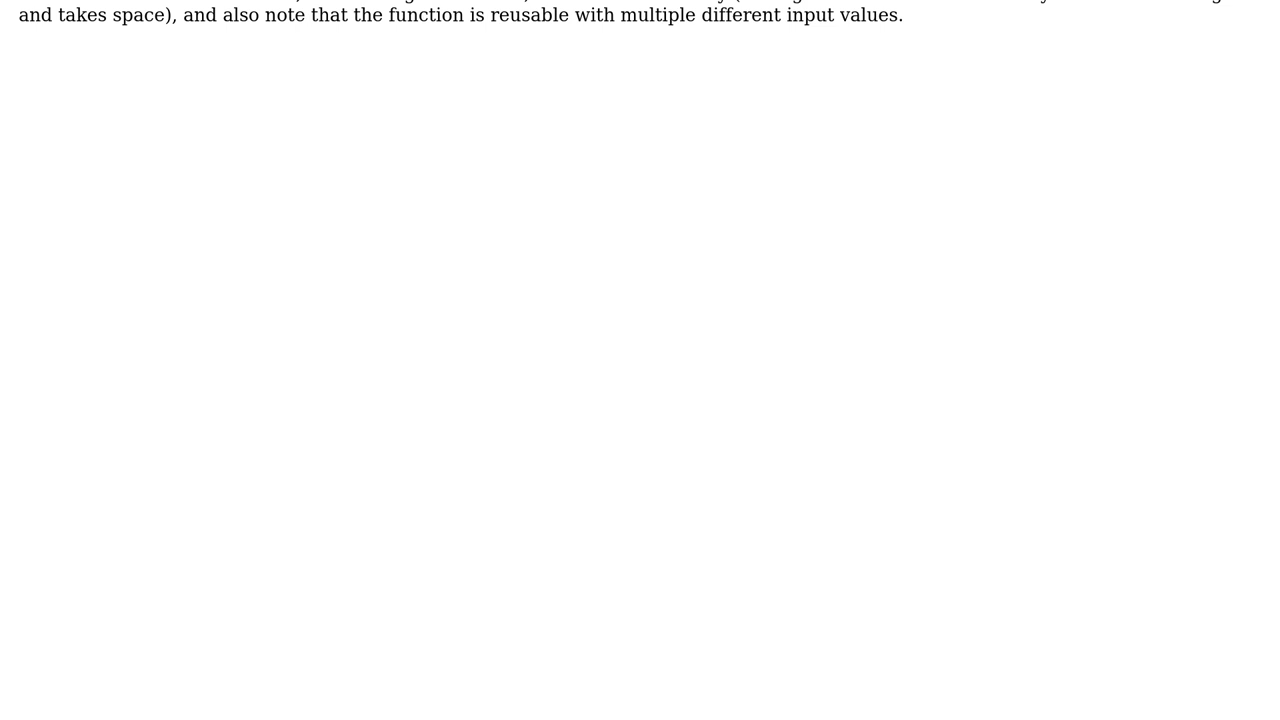 and takes space), and also note that the function is reusable with multiple different input values.